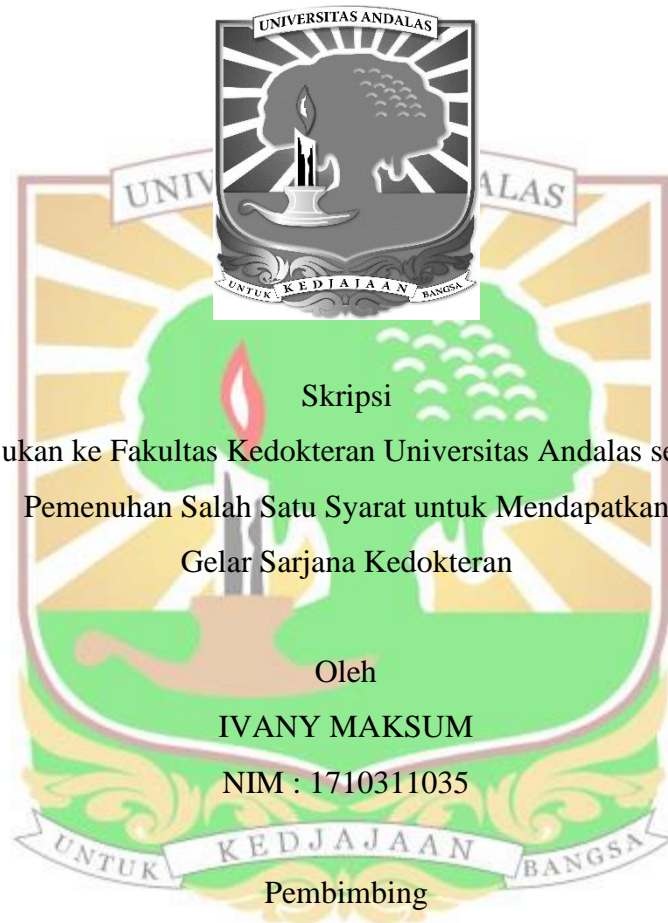 UNIVERSITAS ANDALAS
UNTUK KEDJAJAAN BANGSA
UNIV ALAS
Skripsi
ukan ke Fakultas Kedokteran Universitas Andalas se
Pemenuhan Salah Satu Syarat untuk Mendapatkan
Gelar Sarjana Kedokteran
Oleh
IVANY MAKSUM
NIM : 1710311035
UNTUK KEDJAJAAN BANGSA
Pembimbing